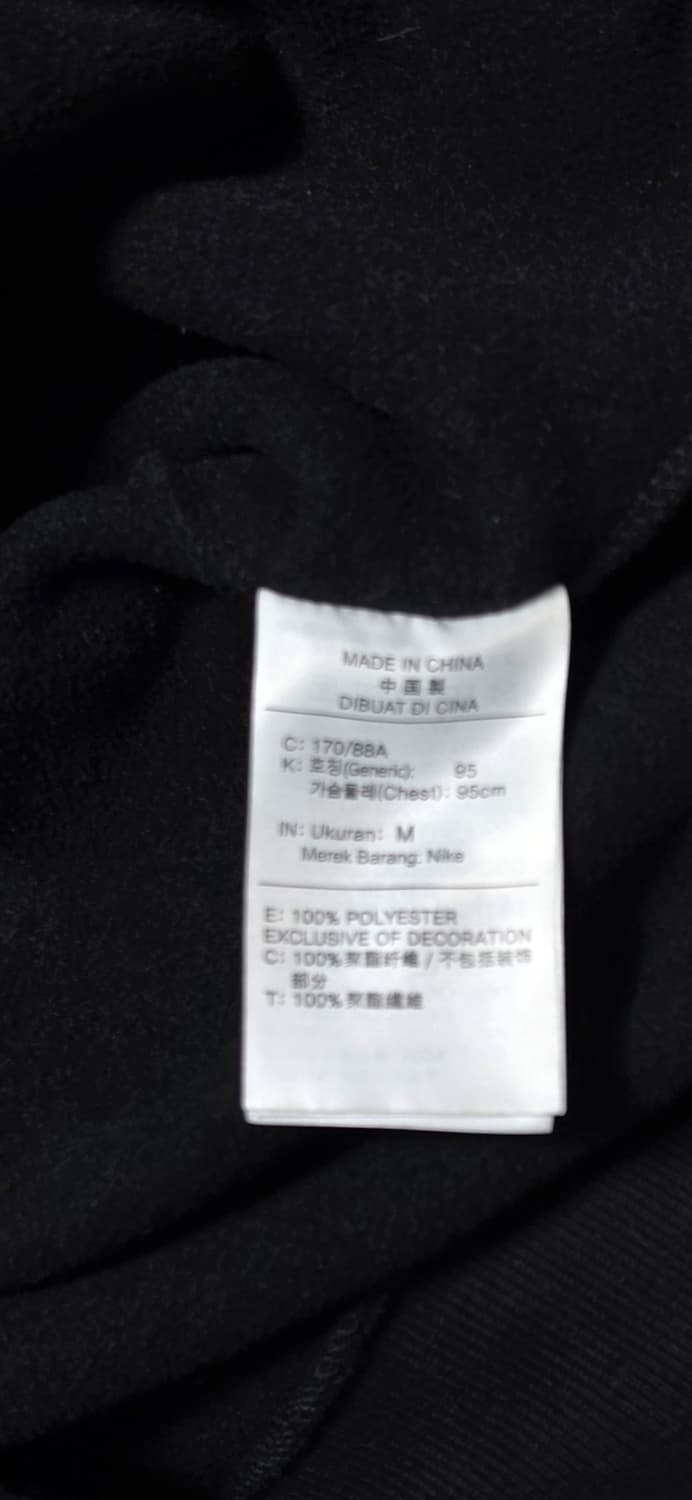 MADE IN CHINA
中国製
DIBUAT DI CINA
C: 170/88A
K: 호칭(Generic): 95
가슴둘레(Chest): 95cm
IN: Ukuran: M
Merek Barang: Nike
E: 100% POLYESTER
EXCLUSIVE OF DECORATION
C: 100% 聚酯纤维 / 不包括装饰
部分
T: 100% 聚酯纖維